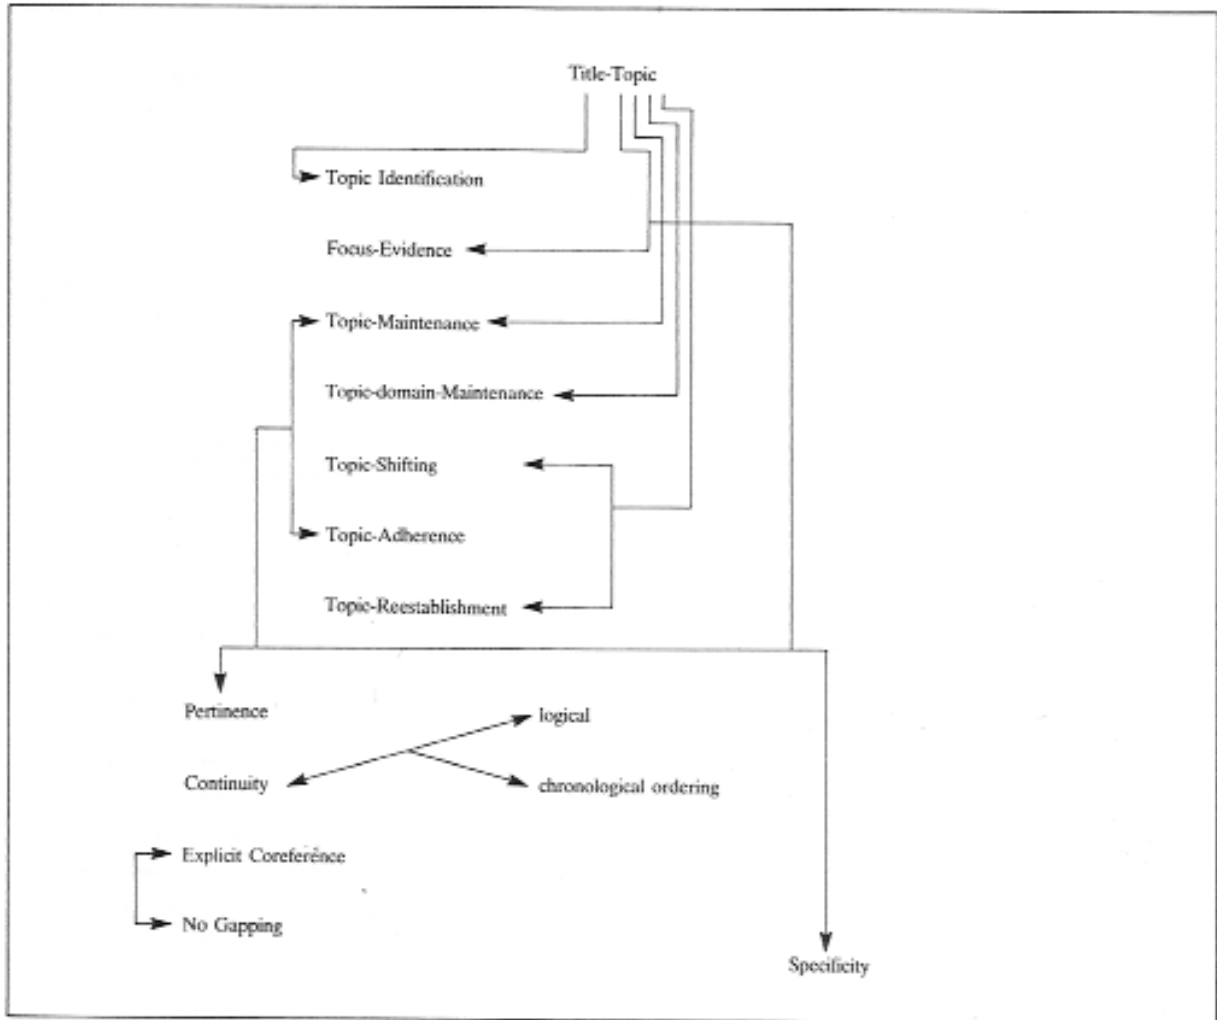 Title-Topic
Topic Identification
Focus-Evidence
Topic-Maintenance
Topic-domain-Maintenance
Topic-Shifting
Topic-Adherence
Topic-Reestablishment
Pertinence
logical
Continuity
chronological ordering
Explicit Coreférence
No Gapping
Specificity